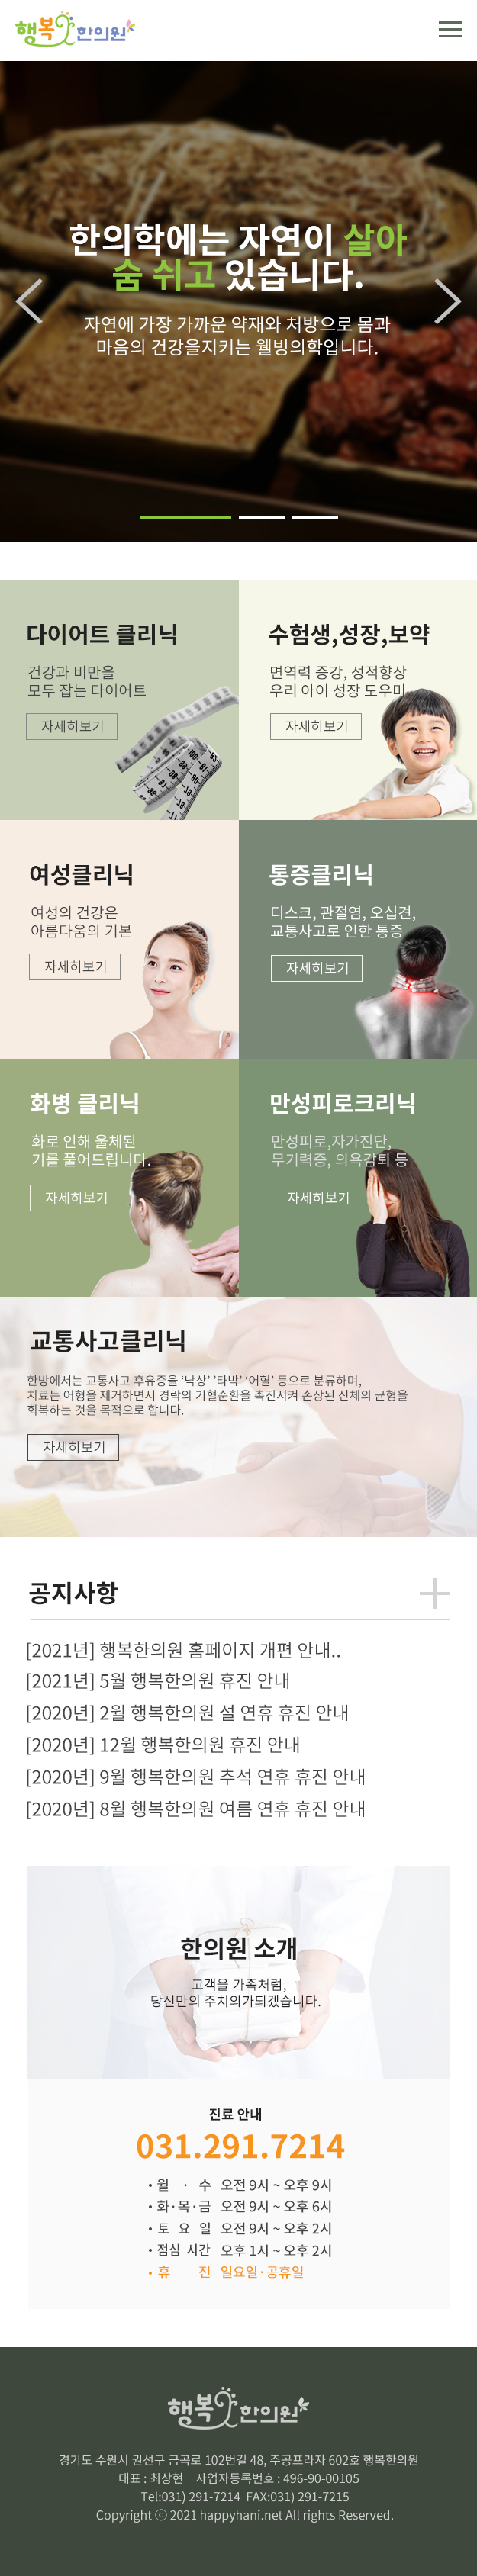 행복한의원
한의학에는 자연이 살아
숨 쉬고 있습니다.
자연에 가장 가까운 약재와 처방으로 몸과
마음의 건강을지키는 웰빙의학입니다.
다이어트 클리닉
건강과 비만을
모두 잡는 다이어트
자세히보기
수험생,성장,보약
면역력 증강, 성적향상
우리 아이 성장 도우미
자세히보기
여성클리닉
여성의 건강은
아름다움의 기본
자세히보기
통증클리닉
디스크, 관절염, 오십견,
교통사고로 인한 통증
자세히보기
화병 클리닉
화로 인해 울체된
기를 풀어드립니다.
자세히보기
만성피로크리닉
만성피로,자가진단,
무기력증, 의욕감퇴 등
자세히보기
교통사고클리닉
한방에서는 교통사고 후유증을 ‘낙상’ ’타박’ ‘어혈’ 등으로 분류하며,
치료는 어혈을 제거하면서 경락의 기혈순환을 촉진시켜 손상된 신체의 균형을
회복하는 것을 목적으로 합니다.
자세히보기
공지사항
[2021년] 행복한의원 홈페이지 개편 안내..
[2021년] 5월 행복한의원 휴진 안내
[2020년] 2월 행복한의원 설 연휴 휴진 안내
[2020년] 12월 행복한의원 휴진 안내
[2020년] 9월 행복한의원 추석 연휴 휴진 안내
[2020년] 8월 행복한의원 여름 연휴 휴진 안내
한의원 소개
고객을 가족처럼,
당신만의 주치의가되겠습니다.
진료 안내
031.291.7214
• 월 · 수 오전 9시 ~ 오후 9시
• 화·목·금 오전 9시 ~ 오후 6시
• 토 요 일 오전 9시 ~ 오후 2시
• 점심 시간 오후 1시 ~ 오후 2시
• 휴 진 일요일·공휴일
행복한의원
경기도 수원시 권선구 금곡로 102번길 48, 주공프라자 602호 행복한의원
대표 : 최상현 사업자등록번호 : 496-90-00105
Tel:031) 291-7214 FAX:031) 291-7215
Copyright ⓒ 2021 happyhani.net All rights Reserved.